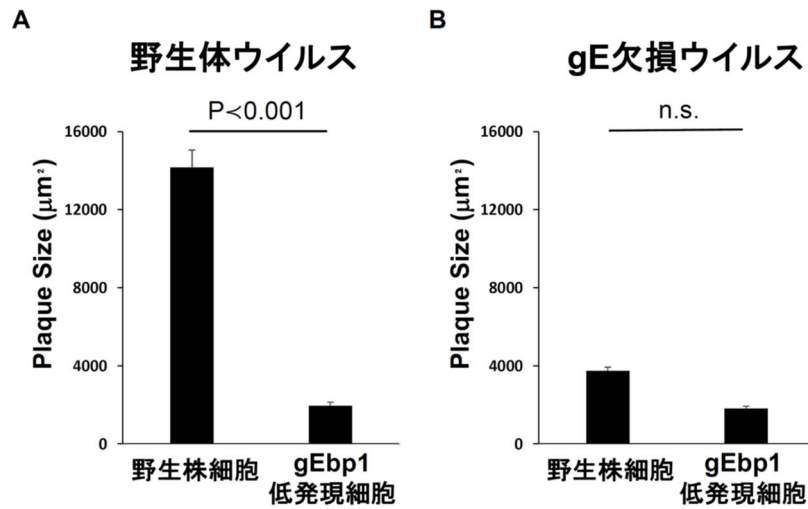 A
野生体ウイルス
P<0.001
Plaque Size (μm²)
16000
12000
8000
4000
0
野生株細胞
gEbp1
低発現細胞
B
gE欠損ウイルス
n.s.
Plaque Size (μm²)
16000
12000
8000
4000
0
野生株細胞
gEbp1
低発現細胞